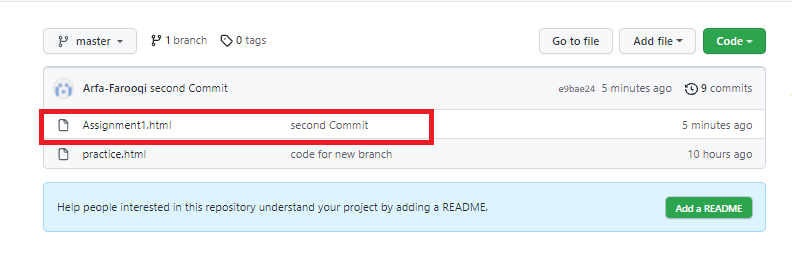 master 1 branch 0 tags Go to file Add file Code
Arfa-Farooqi second Commit e9bae24 5 minutes ago 9 commits
Assignment1.html second Commit 5 minutes ago
practice.html code for new branch 10 hours ago
Help people interested in this repository understand your project by adding a README. Add a README